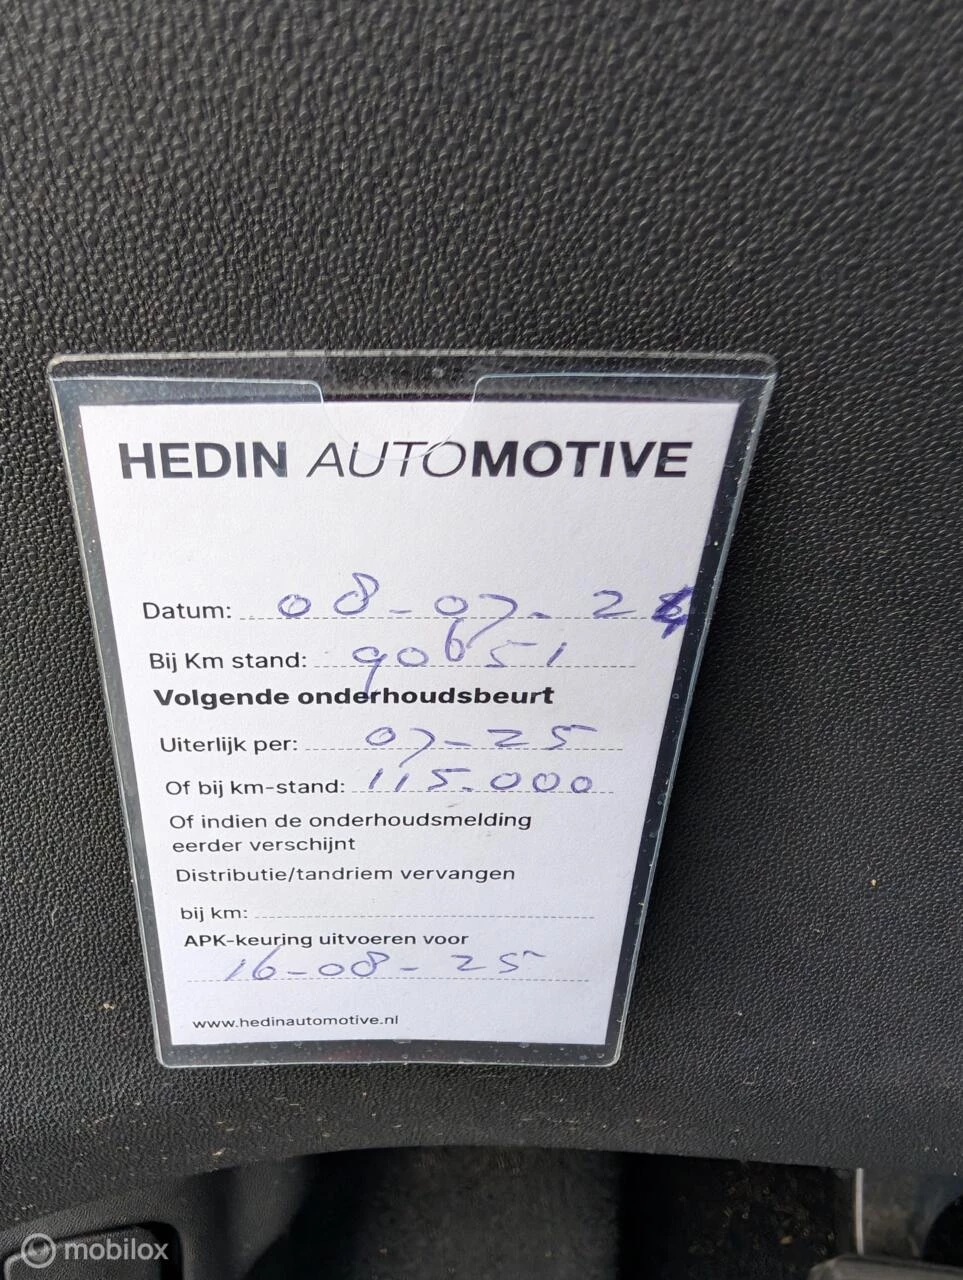 HEDIN AUTOMOTIVE
Datum: 08-07-24
Bij Km stand: 90651
Volgende onderhoudsbeurt
Uiterlijk per: 07-25
Of bij km-stand: 115.000
Of indien de onderhoudsmelding
eerder verschijnt
Distributie/tandriem vervangen
bij km:
APK-keuring uitvoeren voor
16-08-25
www.hedinautomotive.nl
mobilox